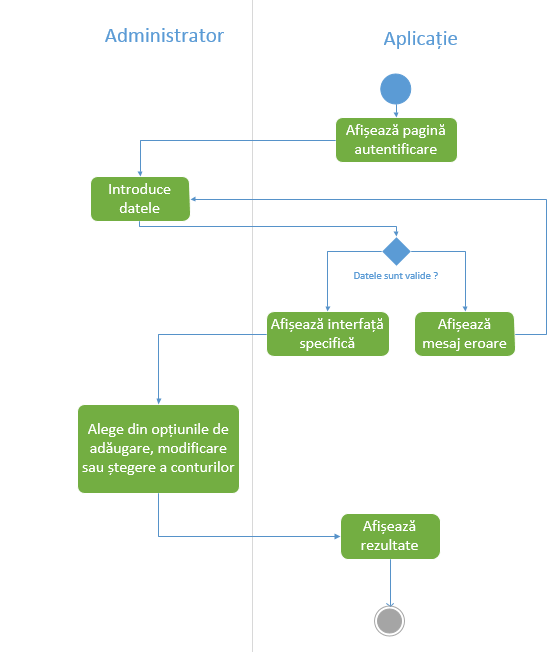 Administrator
Aplicație
Afișează pagină
autentificare
Introduce
datele
Datele sunt valide ?
Afișează interfață
specifică
Afișează
mesaj eroare
Alege din opțiunile de
adăugare, modificare
sau ștegere a conturilor
Afișează
rezultate